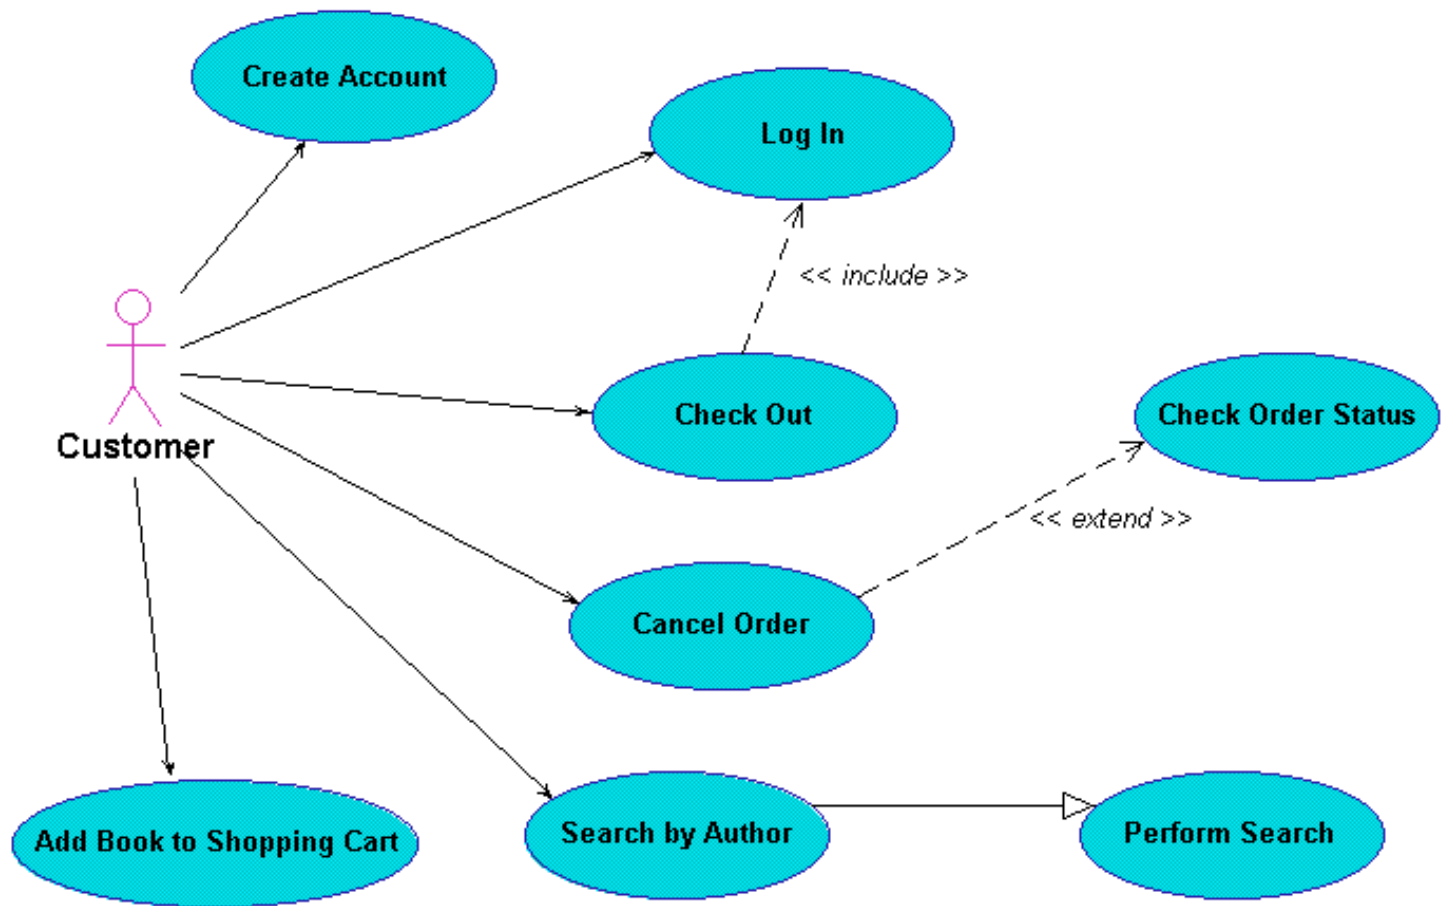 Create Account
Log In
<< include >>
Check Out
Check Order Status
Customer
<< extend >>
Cancel Order
Add Book to Shopping Cart
Search by Author
Perform Search